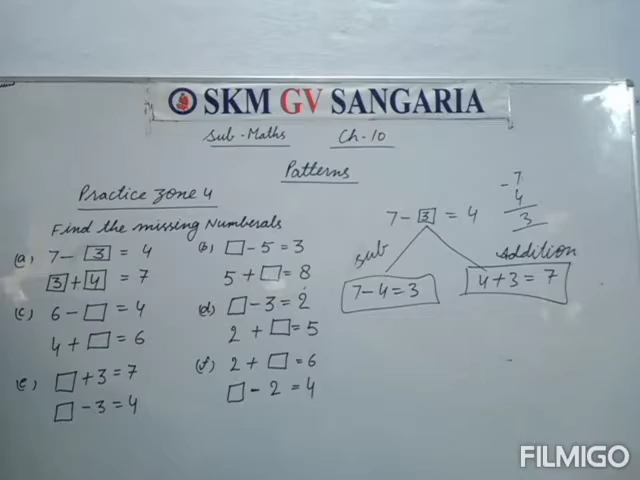 SKM GV SANGARIA
Sub - Maths Ch-10
Patterns
Practice Zone 4
Find the missing Numberals
(a) 7 - 3 = 4
3 + 4 = 7
(b) □ - 5 = 3
5 + □ = 8
(c) 6 - □ = 4
4 + □ = 6
(d) □ - 3 = 2
2 + □ = 5
(e) □ + 3 = 7
□ - 3 = 4
(f) 2 + □ = 6
□ - 2 = 4
7 - 3 = 4
- 7
4
3
Sub
Addition
7 - 4 = 3
4 + 3 = 7
FILMIGO